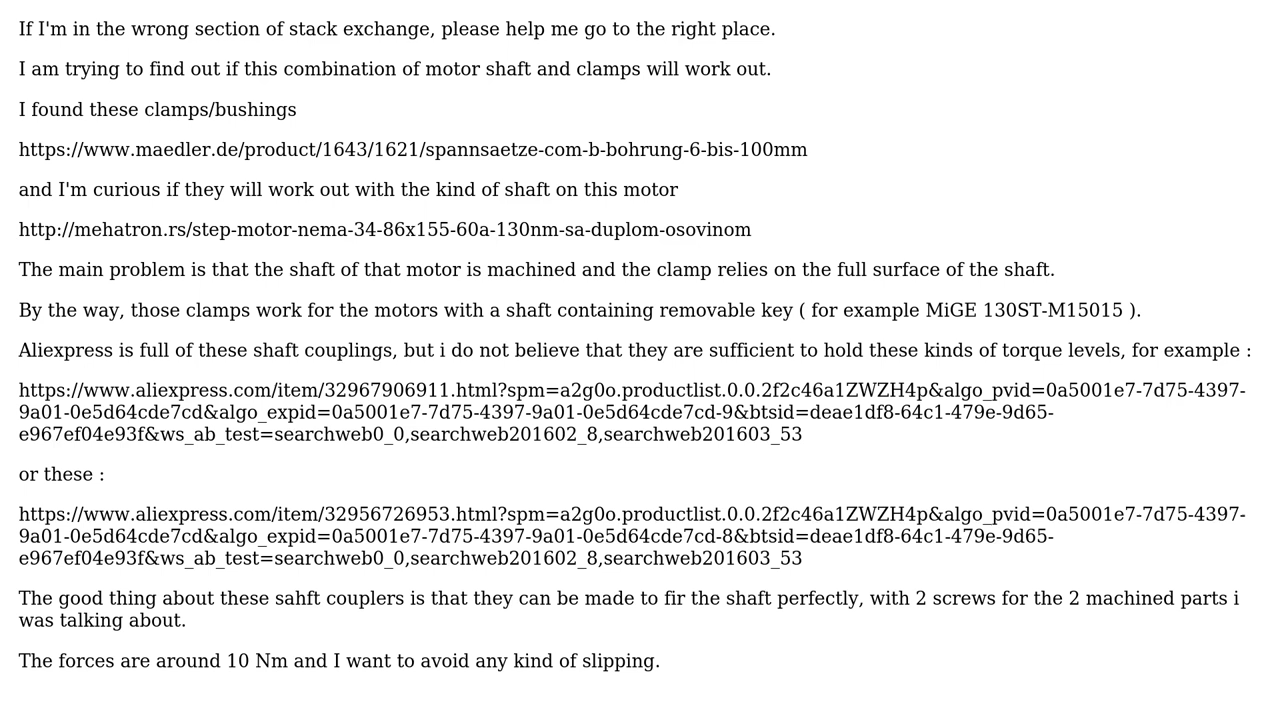 If I'm in the wrong section of stack exchange, please help me go to the right place.
I am trying to find out if this combination of motor shaft and clamps will work out.
I found these clamps/bushings
https://www.maedler.de/product/1643/1621/spannsaetze-com-b-bohrung-6-bis-100mm
and I'm curious if they will work out with the kind of shaft on this motor
http://mehatron.rs/step-motor-nema-34-86x155-60a-130nm-sa-duplom-osovinom
The main problem is that the shaft of that motor is machined and the clamp relies on the full surface of the shaft.
By the way, those clamps work for the motors with a shaft containing removable key ( for example MiGE 130ST-M15015 ).
Aliexpress is full of these shaft couplings, but i do not believe that they are sufficient to hold these kinds of torque levels, for example :
https://www.aliexpress.com/item/32967906911.html?spm=a2g0o.productlist.0.0.2f2c46a1ZWZH4p&algo_pvid=0a5001e7-7d75-4397-
9a01-0e5d64cde7cd&algo_expid=0a5001e7-7d75-4397-9a01-0e5d64cde7cd-9&btsid=deae1df8-64c1-479e-9d65-
e967ef04e93f&ws_ab_test=searchweb0_0,searchweb201602_8,searchweb201603_53
or these :
https://www.aliexpress.com/item/32956726953.html?spm=a2g0o.productlist.0.0.2f2c46a1ZWZH4p&algo_pvid=0a5001e7-7d75-4397-
9a01-0e5d64cde7cd&algo_expid=0a5001e7-7d75-4397-9a01-0e5d64cde7cd-8&btsid=deae1df8-64c1-479e-9d65-
e967ef04e93f&ws_ab_test=searchweb0_0,searchweb201602_8,searchweb201603_53
The good thing about these sahft couplers is that they can be made to fir the shaft perfectly, with 2 screws for the 2 machined parts i
was talking about.
The forces are around 10 Nm and I want to avoid any kind of slipping.